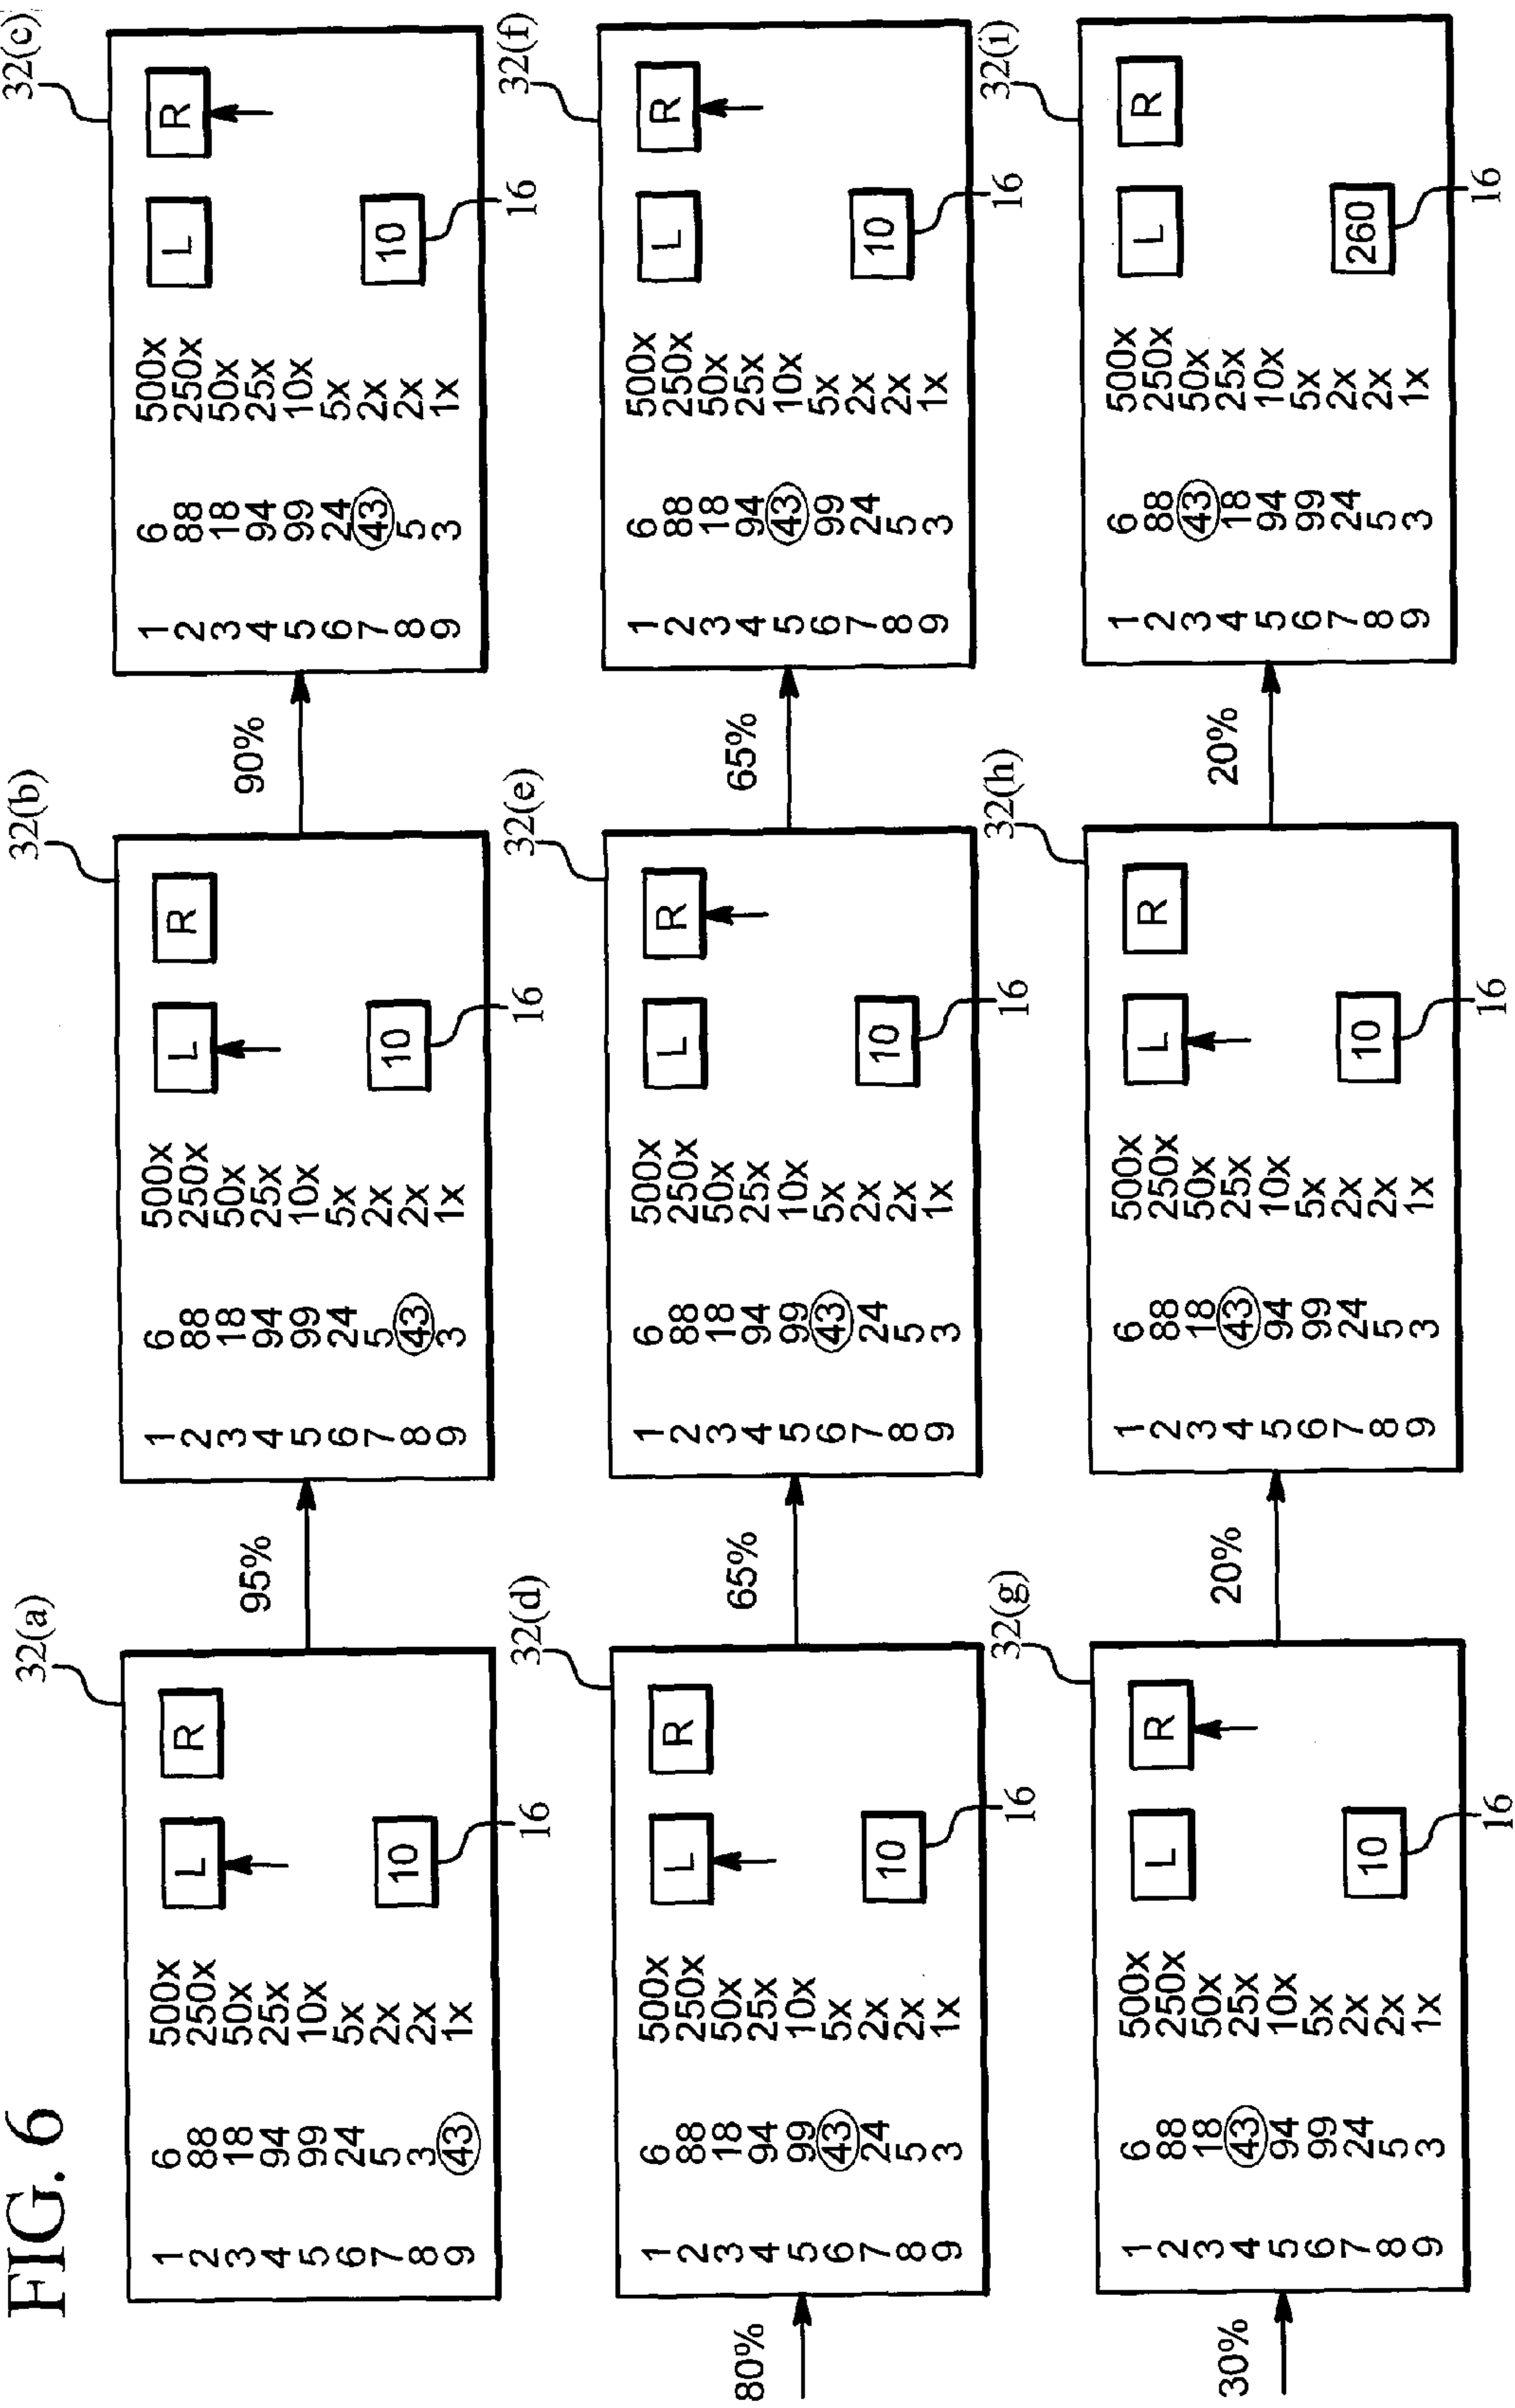 FIG. 6
32(a)
1 6 500x
2 88 250x
3 18 50x
4 94 25x
5 99 10x
6 24 5x
7 5 2x
8 3 2x
9 43 1x
L R
10
16
95%
32(b)
1 6 500x
2 88 250x
3 18 50x
4 94 25x
5 99 10x
6 24 5x
7 5 2x
8 43 2x
9 3 1x
L R
10
16
90%
32(c)
1 6 500x
2 88 250x
3 18 50x
4 94 25x
5 99 10x
6 24 5x
7 43 2x
8 5 2x
9 3 1x
L R
10
16
80%
32(d)
1 6 500x
2 88 250x
3 18 50x
4 94 25x
5 99 10x
6 43 5x
7 24 2x
8 5 2x
9 3 1x
L R
10
16
65%
32(e)
1 6 500x
2 88 250x
3 18 50x
4 94 25x
5 99 10x
6 43 5x
7 24 2x
8 5 2x
9 3 1x
L R
10
16
65%
32(f)
1 6 500x
2 88 250x
3 18 50x
4 94 25x
5 43 10x
6 99 5x
7 24 2x
8 5 2x
9 3 1x
L R
10
16
30%
32(g)
1 6 500x
2 88 250x
3 18 50x
4 43 25x
5 94 10x
6 99 5x
7 24 2x
8 5 2x
9 3 1x
L R
10
16
20%
32(h)
1 6 500x
2 88 250x
3 18 50x
4 43 25x
5 94 10x
6 99 5x
7 24 2x
8 5 2x
9 3 1x
L R
10
16
20%
32(i)
1 6 500x
2 88 250x
3 43 50x
4 18 25x
5 94 10x
6 99 5x
7 24 2x
8 5 2x
9 3 1x
L R
260
16